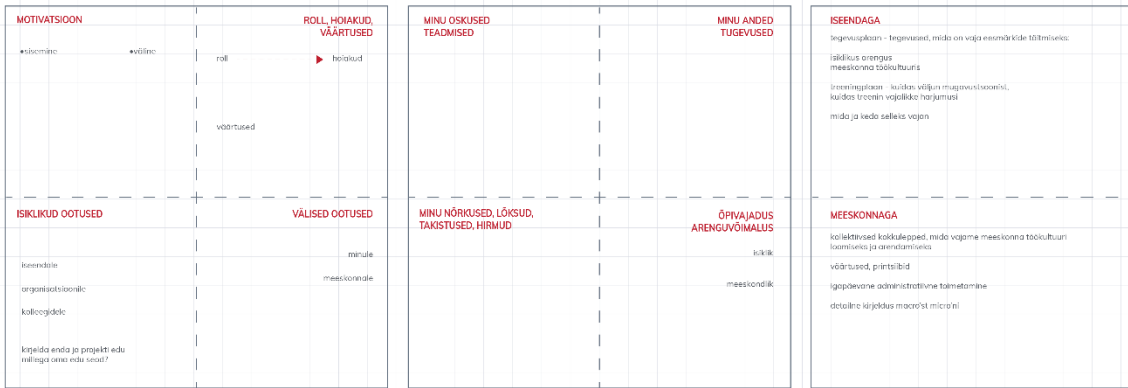 MOTIVATSIOON
•sisemine
•väline
ROLL, HOIAKUD,
VÄÄRTUSED
roll
hoiakud
väärtused
ISIKLIKUD OOTUSED
iseendale
organisatsioonile
kolleegidele
kirjelda enda ja projekti edu
millega oma edu sead?
VÄLISED OOTUSED
minule
meeskonnale
MINU OSKUSED
TEADMISED
MINU ANDED
TUGEVUSED
MINU NÕRKUSED, LÕKSUD,
TAKISTUSED, HIRMUD
ÕPIVAJADUS
ARENGUVÕIMALUS
isiklik
meeskondlik
ISEENDAGA
tegevusplaan - tegevused, mida on vaja eesmärkide täitmiseks:
isiklikus arengus
meeskonna töökultuuris
treeningplaan - kuidas väljun mugavustsoonist,
kuidas treenin vajalikke harjumusi
mida ja keda selleks vajan
MEESKONNAGA
kollektiivsed kokkulepped, mida vajame meeskonna töökultuuri
loomiseks ja arendamiseks
väärtused, printsiibid
igapäevane administratiivne toimetamine
detailne kirjeldus macro'st micro'ni